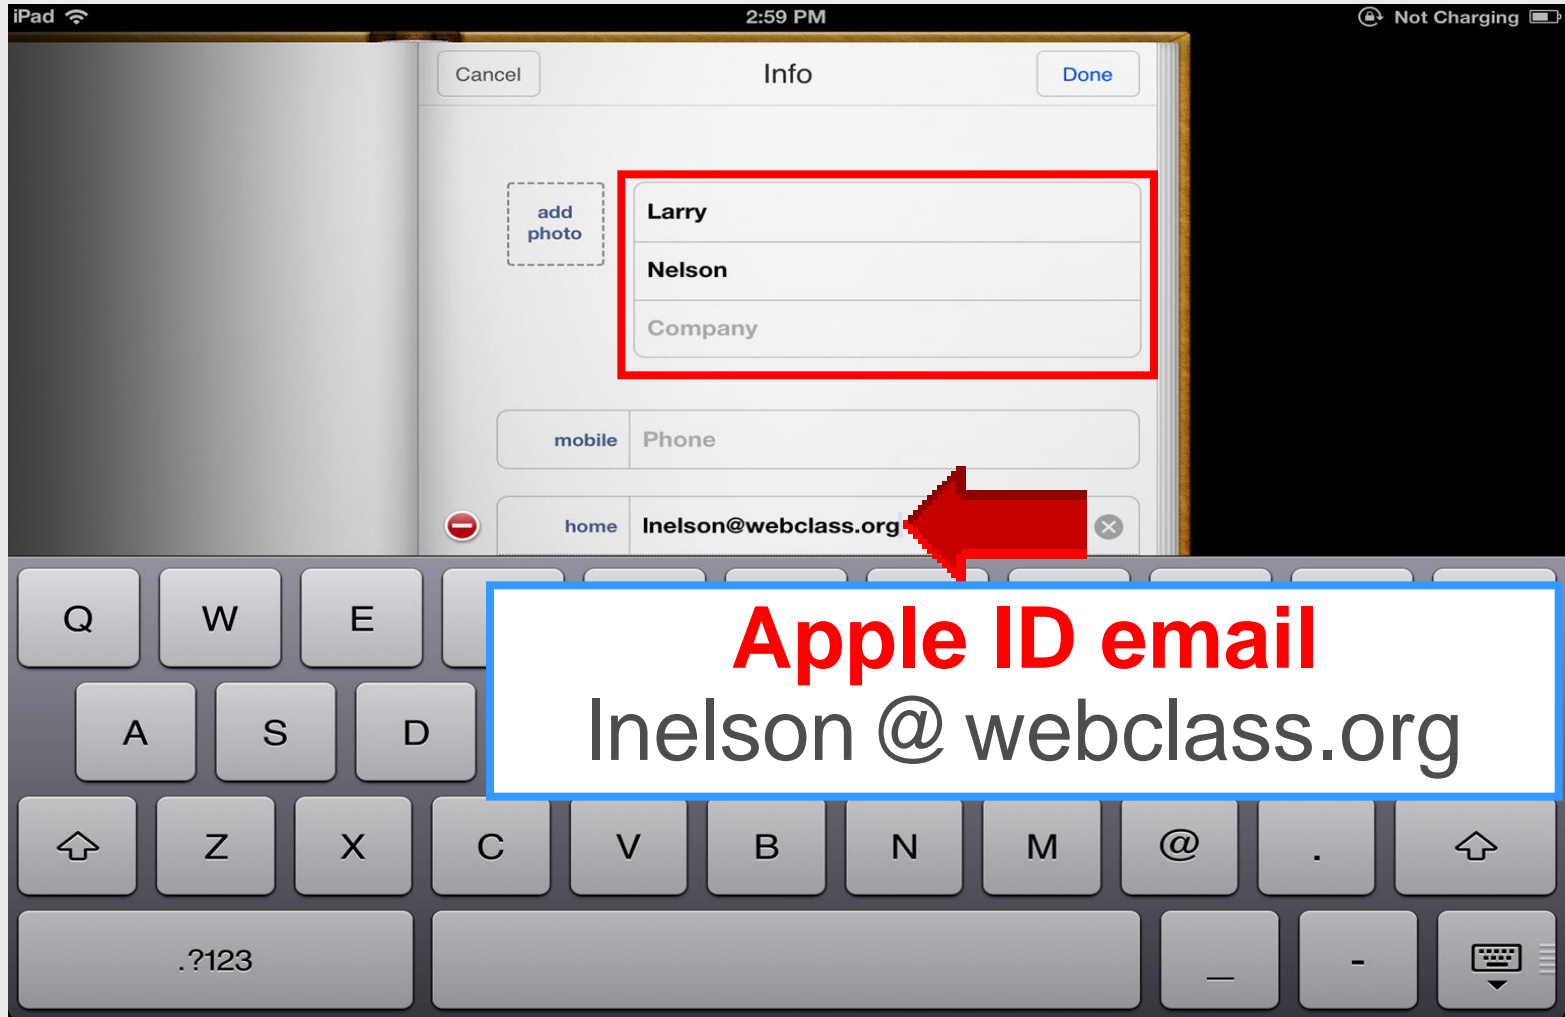 iPad 2:59 PM Not Charging
Cancel Info Done
add
photo
Larry
Nelson
Company
mobile Phone
home lnelson@webclass.org
Q W E
Apple ID email
lnelson @ webclass.org
A S D
Z X C V B N M @ .
.?123 _ -